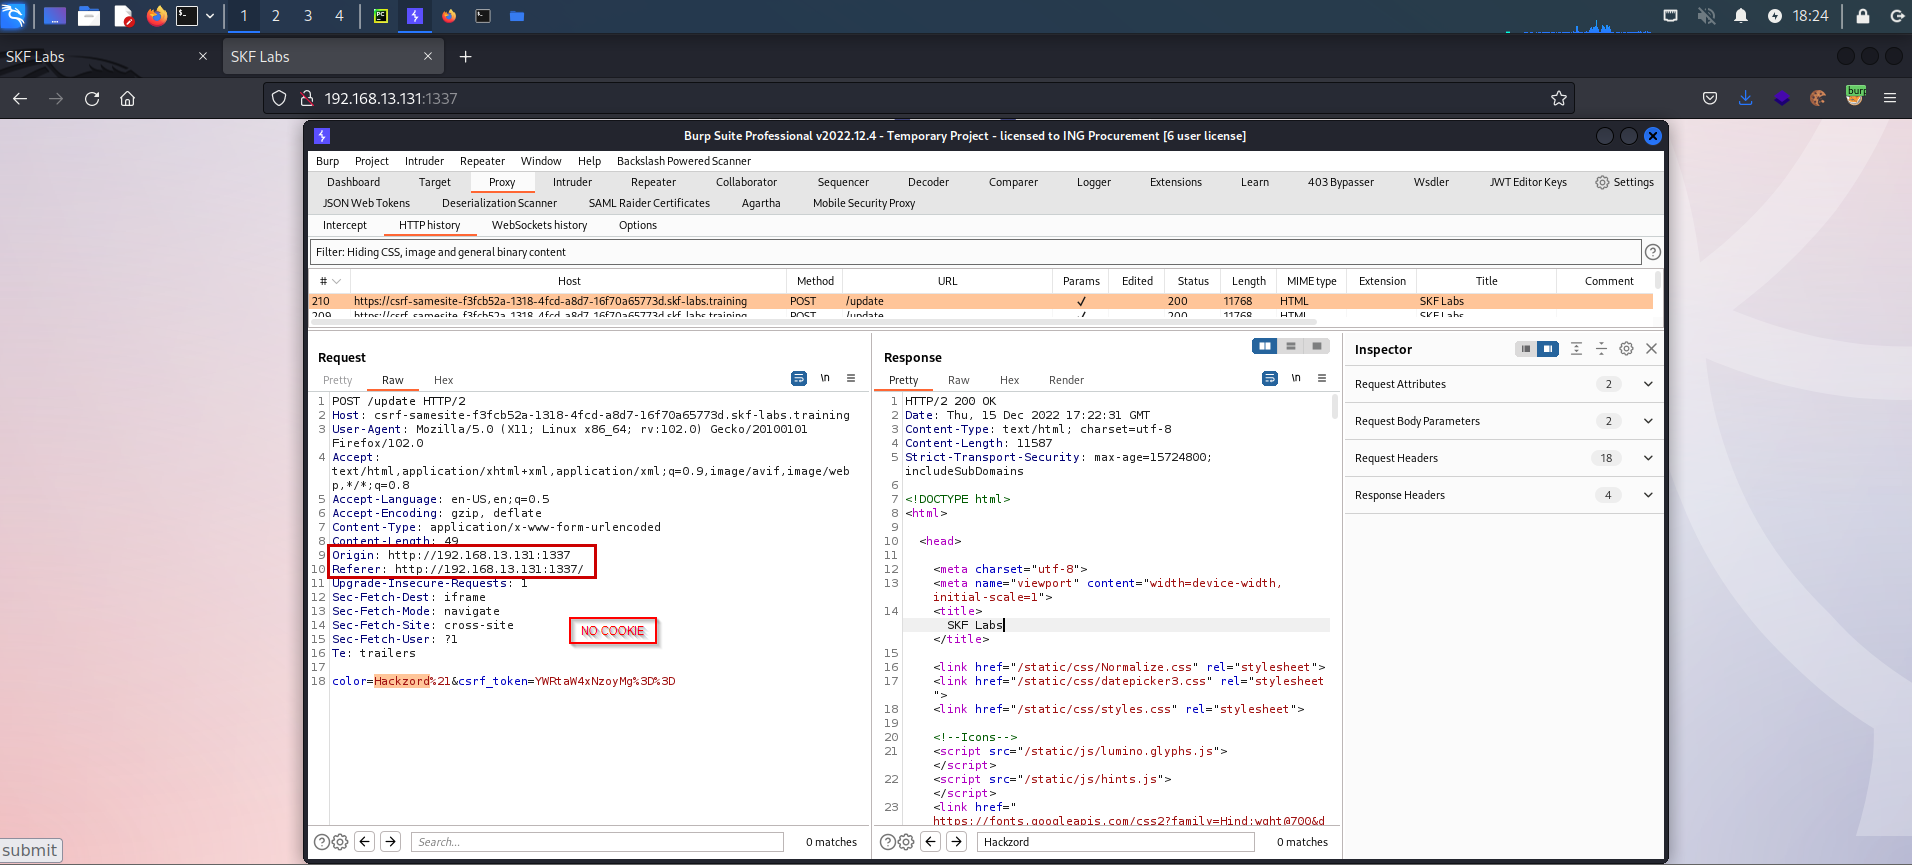 1 2 3 4 18:24
SKF Labs SKF Labs
192.168.13.131:1337
Burp Suite Professional v2022.12.4 - Temporary Project - licensed to ING Procurement [6 user license]
Burp Project Intruder Repeater Window Help Backslash Powered Scanner
Dashboard Target Proxy Intruder Repeater Collaborator Sequencer Decoder Comparer Logger Extensions Learn 403 Bypasser Wsdler JWT Editor Keys Settings
JSON Web Tokens Deserialization Scanner SAML Raider Certificates Agartha Mobile Security Proxy
Intercept HTTP history WebSockets history Options
Filter: Hiding CSS, image and general binary content
# Host Method URL Params Edited Status Length MIME type Extension Title Comment
210 https://csrf-samesite-f3fcb52a-1318-4fcd-a8d7-16f70a65773d.skf-labs.training POST /update ✓ 200 11768 HTML SKF Labs
209 https://csrf-samesite-f3fcb52a-1318-4fcd-a8d7-16f70a65773d.skf-labs.training POST /update 200 11768 HTML SKF Labs
Request
Pretty Raw Hex \n
1 POST /update HTTP/2
2 Host: csrf-samesite-f3fcb52a-1318-4fcd-a8d7-16f70a65773d.skf-labs.training
3 User-Agent: Mozilla/5.0 (X11; Linux x86_64; rv:102.0) Gecko/20100101
Firefox/102.0
4 Accept:
text/html,application/xhtml+xml,application/xml;q=0.9,image/avif,image/web
p,*/*;q=0.8
5 Accept-Language: en-US,en;q=0.5
6 Accept-Encoding: gzip, deflate
7 Content-Type: application/x-www-form-urlencoded
8 Content-Length: 49
9 Origin: http://192.168.13.131:1337
10 Referer: http://192.168.13.131:1337/
11 Upgrade-Insecure-Requests: 1
12 Sec-Fetch-Dest: iframe
13 Sec-Fetch-Mode: navigate
14 Sec-Fetch-Site: cross-site
15 Sec-Fetch-User: ?1
16 Te: trailers
17
18 color=Hackzord%21&csrf_token=YWRtaW4xNzoyMg%3D%3D
NO COOKIE
Search... 0 matches
Response
Pretty Raw Hex Render \n
1 HTTP/2 200 OK
2 Date: Thu, 15 Dec 2022 17:22:31 GMT
3 Content-Type: text/html; charset=utf-8
4 Content-Length: 11587
5 Strict-Transport-Security: max-age=15724800;
includeSubDomains
6
7 <!DOCTYPE html>
8 <html>
9
10 <head>
11
12 <meta charset="utf-8">
13 <meta name="viewport" content="width=device-width,
initial-scale=1">
14 <title>
SKF Labs
</title>
15
16 <link href="/static/css/Normalize.css" rel="stylesheet">
17 <link href="/static/css/datepicker3.css" rel="stylesheet
">
18 <link href="/static/css/styles.css" rel="stylesheet">
19
20 <!--Icons-->
21 <script src="/static/js/lumino.glyphs.js">
</script>
22 <script src="/static/js/hints.js">
</script>
23 <link href="
https://fonts.googleapis.com/css2?family=Hind:wght@700&d
Hackzord 0 matches
Inspector
Request Attributes 2
Request Body Parameters 2
Request Headers 18
Response Headers 4
submit